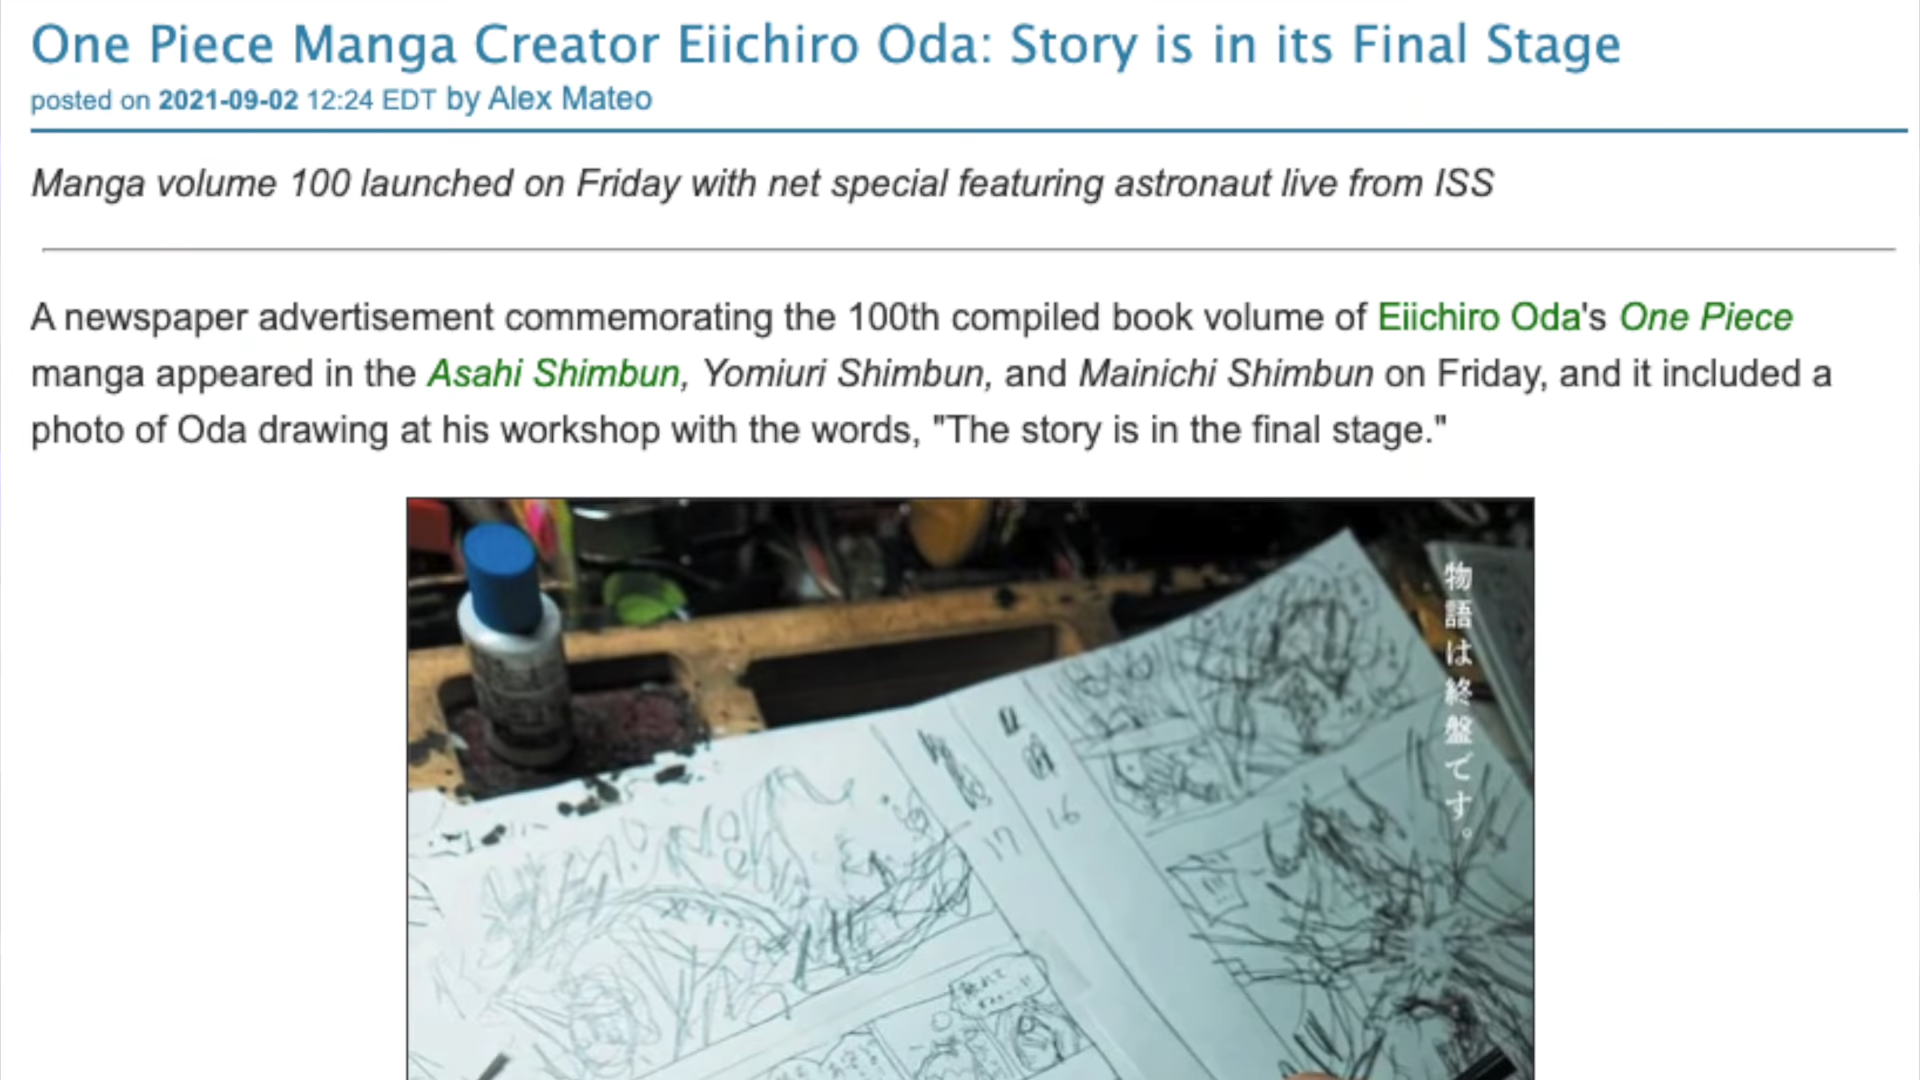 One Piece Manga Creator Eiichiro Oda: Story is in its Final Stage
posted on 2021-09-02 12:24 EDT by Alex Mateo
Manga volume 100 launched on Friday with net special featuring astronaut live from ISS
A newspaper advertisement commemorating the 100th compiled book volume of Eiichiro Oda's One Piece
manga appeared in the Asahi Shimbun, Yomiuri Shimbun, and Mainichi Shimbun on Friday, and it included a
photo of Oda drawing at his workshop with the words, "The story is in the final stage."
物語は終盤です。
16
17